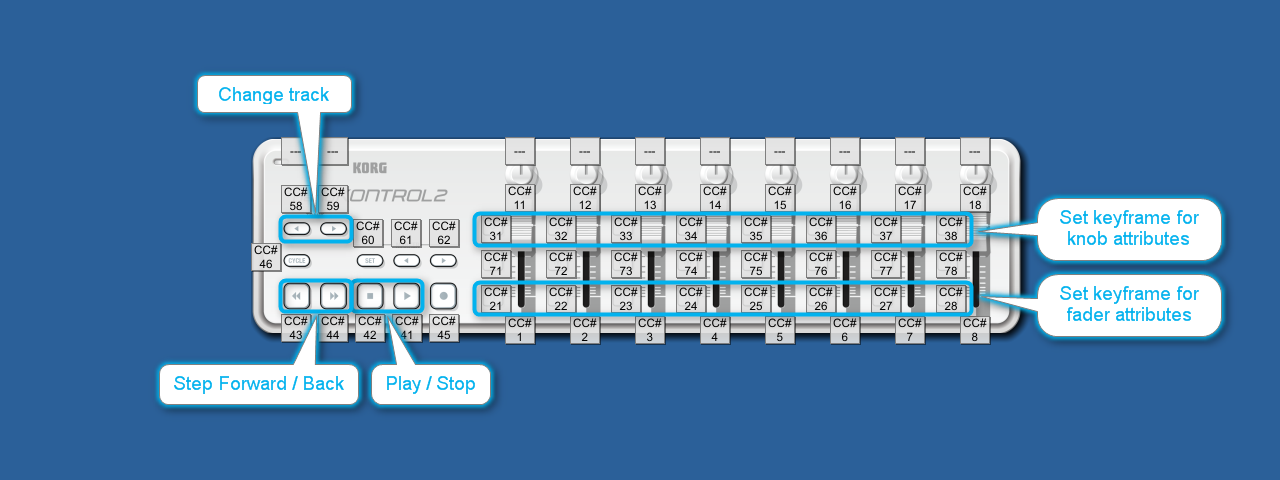 Change track
--- --- --- --- --- --- --- --- --- ---
KORG
ONTROL2
CC# 58
CC# 59
CC# 11
CC# 12
CC# 13
CC# 14
CC# 15
CC# 16
CC# 17
CC# 18
CC# 60
CC# 61
CC# 62
CC# 31
CC# 32
CC# 33
CC# 34
CC# 35
CC# 36
CC# 37
CC# 38
Set keyframe for
knob attributes
CC# 46
CYCLE
SET
CC# 71
CC# 72
CC# 73
CC# 74
CC# 75
CC# 76
CC# 77
CC# 78
CC# 21
CC# 22
CC# 23
CC# 24
CC# 25
CC# 26
CC# 27
CC# 28
Set keyframe for
fader attributes
CC# 43
CC# 44
CC# 42
CC# 41
CC# 45
CC# 1
CC# 2
CC# 3
CC# 4
CC# 5
CC# 6
CC# 7
CC# 8
Step Forward / Back
Play / Stop